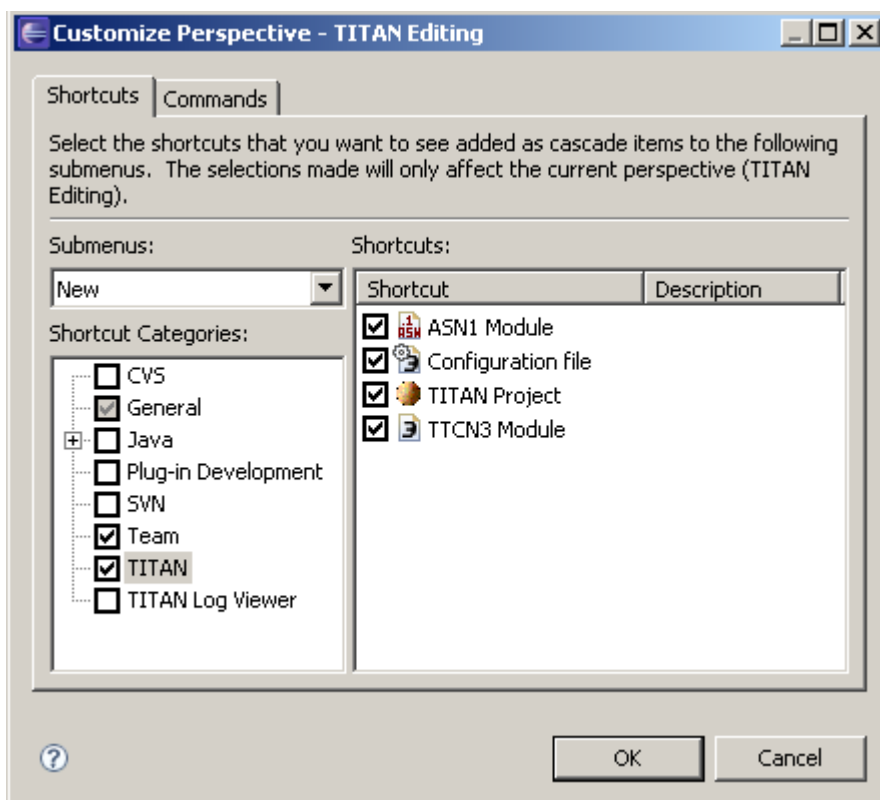 Customize Perspective - TITAN Editing
Shortcuts
Commands
Select the shortcuts that you want to see added as cascade items to the following
submenus.  The selections made will only affect the current perspective (TITAN
Editing).
Submenus:
New
Shortcut Categories:
CVS
General
Java
Plug-in Development
SVN
Team
TITAN
TITAN Log Viewer
Shortcuts:
Shortcut
Description
ASN1 Module
Configuration file
TITAN Project
TTCN3 Module
OK
Cancel